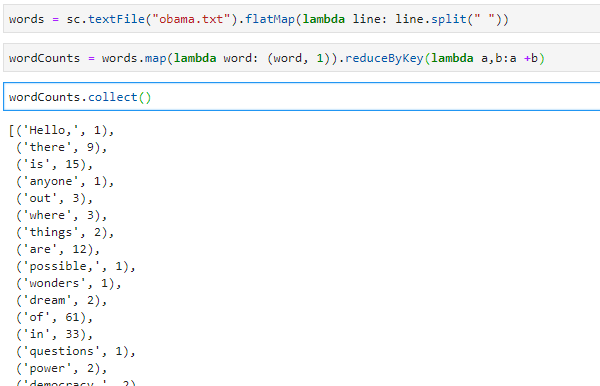 words = sc.textFile("obama.txt").flatMap(lambda line: line.split(" "))
wordCounts = words.map(lambda word: (word, 1)).reduceByKey(lambda a,b:a +b)
wordCounts.collect()
[('Hello,', 1),
('there', 9),
('is', 15),
('anyone', 1),
('out', 3),
('where', 3),
('things', 2),
('are', 12),
('possible,', 1),
('wonders', 1),
('dream', 2),
('of', 61),
('in', 33),
('questions', 1),
('power', 2),
('democracy.', 2)